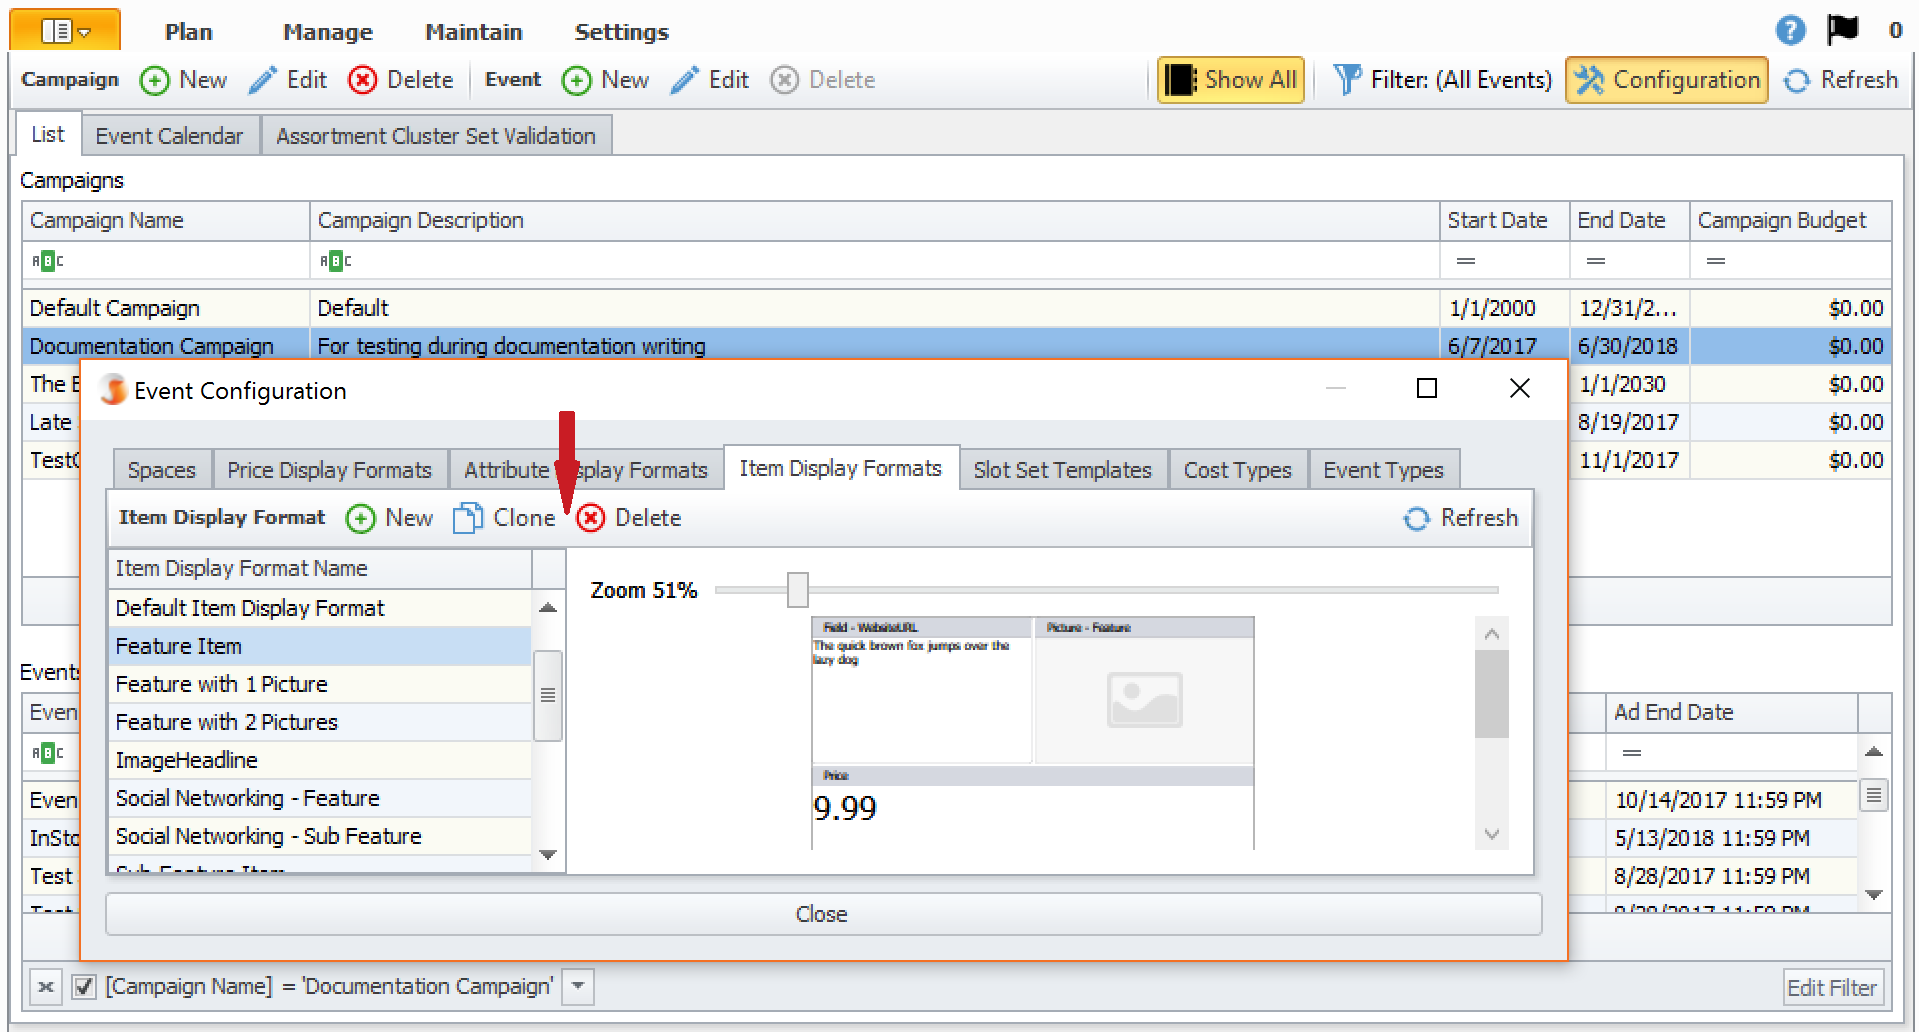 Plan Manage Maintain Settings 0
Campaign New Edit Delete Event New Edit Delete Show All Filter: (All Events) Configuration Refresh
List Event Calendar Assortment Cluster Set Validation
Campaigns
Campaign Name Campaign Description Start Date End Date Campaign Budget
ABC ABC = = =
Default Campaign Default 1/1/2000 12/31/2... $0.00
Documentation Campaign For testing during documentation writing 6/7/2017 6/30/2018 $0.00
The 1/1/2030 $0.00
Late 8/19/2017 $0.00
Test 11/1/2017 $0.00
Event Configuration
Spaces Price Display Formats Attribute splay Formats Item Display Formats Slot Set Templates Cost Types Event Types
Item Display Format New Clone Delete Refresh
Item Display Format Name
Zoom 51%
Default Item Display Format
Feature Item
Feature with 1 Picture
Feature with 2 Pictures
ImageHeadline
Social Networking - Feature
Social Networking - Sub Feature
Field - WebsiteURL Picture - Feature
The quick brown fox jumps over the
lazy dog
Price
9.99
Close
Events
Even Ad End Date
ABC =
Even 10/14/2017 11:59 PM
InSto 5/13/2018 11:59 PM
Test 8/28/2017 11:59 PM
[Campaign Name] = 'Documentation Campaign' Edit Filter